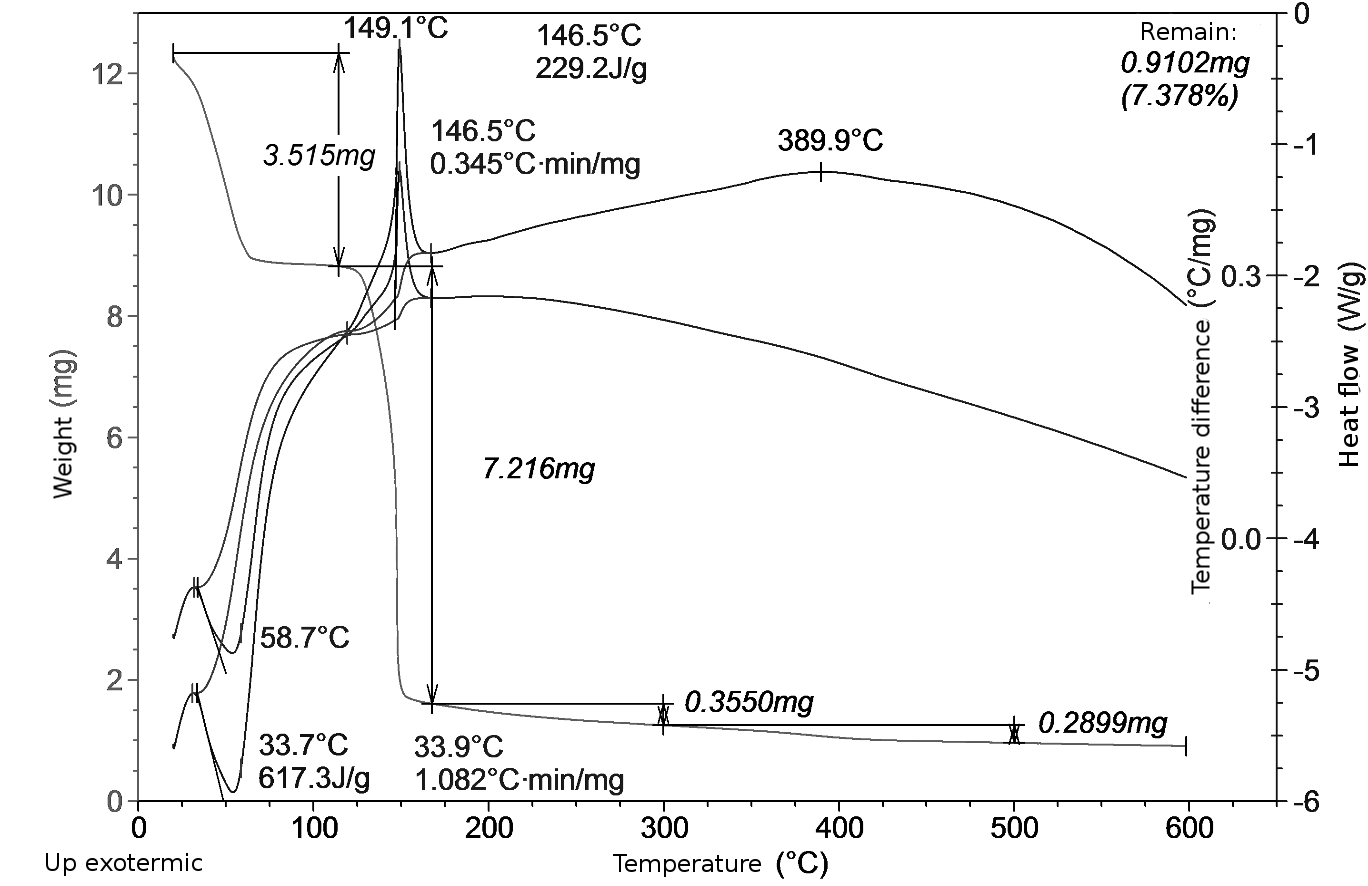 149.1°C
146.5°C
229.2J/g
Remain:
0.9102mg
(7.378%)
3.515mg
146.5°C
0.345°C·min/mg
389.9°C
7.216mg
58.7°C
33.7°C
617.3J/g
33.9°C
1.082°C·min/mg
0.3550mg
0.2899mg
Weight (mg)
12
10
8
6
4
2
0
Temperature difference (°C/mg)
0.3
0.0
Heat flow (W/g)
0
-1
-2
-3
-4
-5
-6
0
100
200
300
400
500
600
Up exotermic
Temperature (°C)